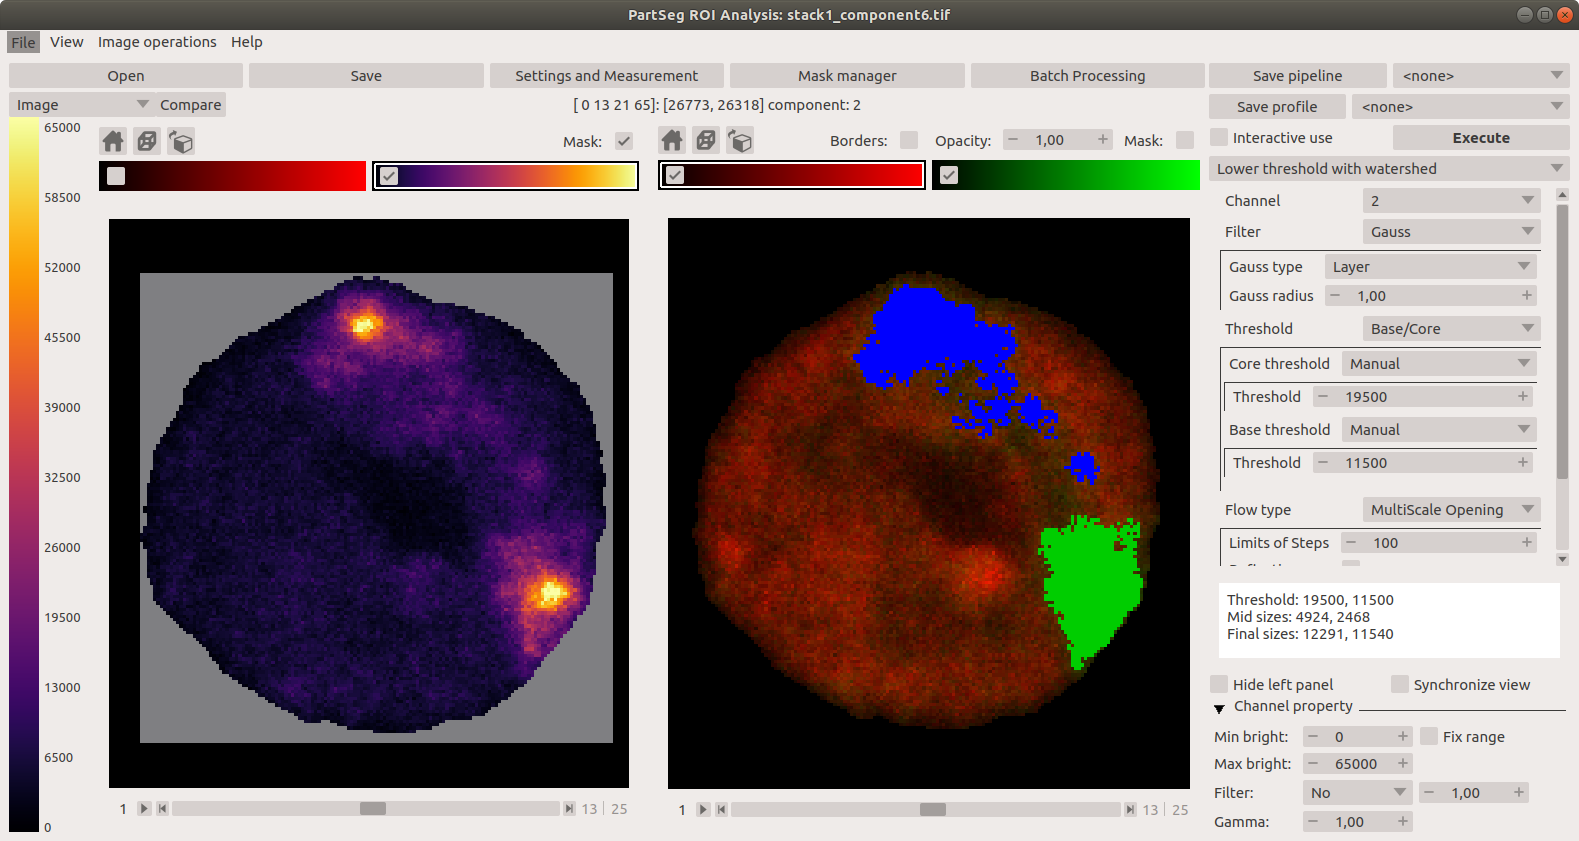 PartSeg ROI Analysis: stack1_component6.tif
File View Image operations Help
Open Save Settings and Measurement Mask manager Batch Processing Save pipeline <none>
Image Compare [ 0 13 21 65]: [26773, 26318] component: 2 Save profile <none>
65000
58500
52000
45500
39000
32500
26000
19500
13000
6500
0
Mask:
Borders: Opacity: − 1,00 + Mask:
1 13 | 25
1 13 | 25
Interactive use Execute
Lower threshold with watershed
Channel 2
Filter Gauss
Gauss type Layer
Gauss radius − 1,00 +
Threshold Base/Core
Core threshold Manual
Threshold − 19500 +
Base threshold Manual
Threshold − 11500 +
Flow type MultiScale Opening
Limits of Steps − 100 +
Threshold: 19500, 11500
Mid sizes: 4924, 2468
Final sizes: 12291, 11540
Hide left panel Synchronize view
Channel property
Min bright: − 0 + Fix range
Max bright: − 65000 +
Filter: No − 1,00 +
Gamma: − 1,00 +